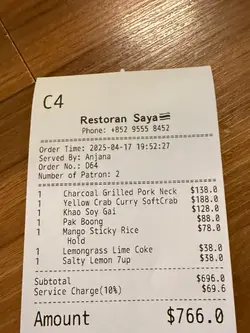 C4
Restoran Saya
Phone: +852 9555 8452
Order Time: 2025-04-17 19:52:27
Served By: Anjana
Order No.: 064
Number of Patron: 2
1 Charcoal Grilled Pork Neck $138.0
1 Yellow Crab Curry SoftCrab $188.0
1 Khao Soy Gai $128.0
1 Pak Boong $88.0
1 Mango Sticky Rice $78.0
Hold
1 Lemongrass Lime Coke $38.0
1 Salty Lemon 7up $38.0
Subtotal $696.0
Service Charge(10%) $69.6
Amount $766.0